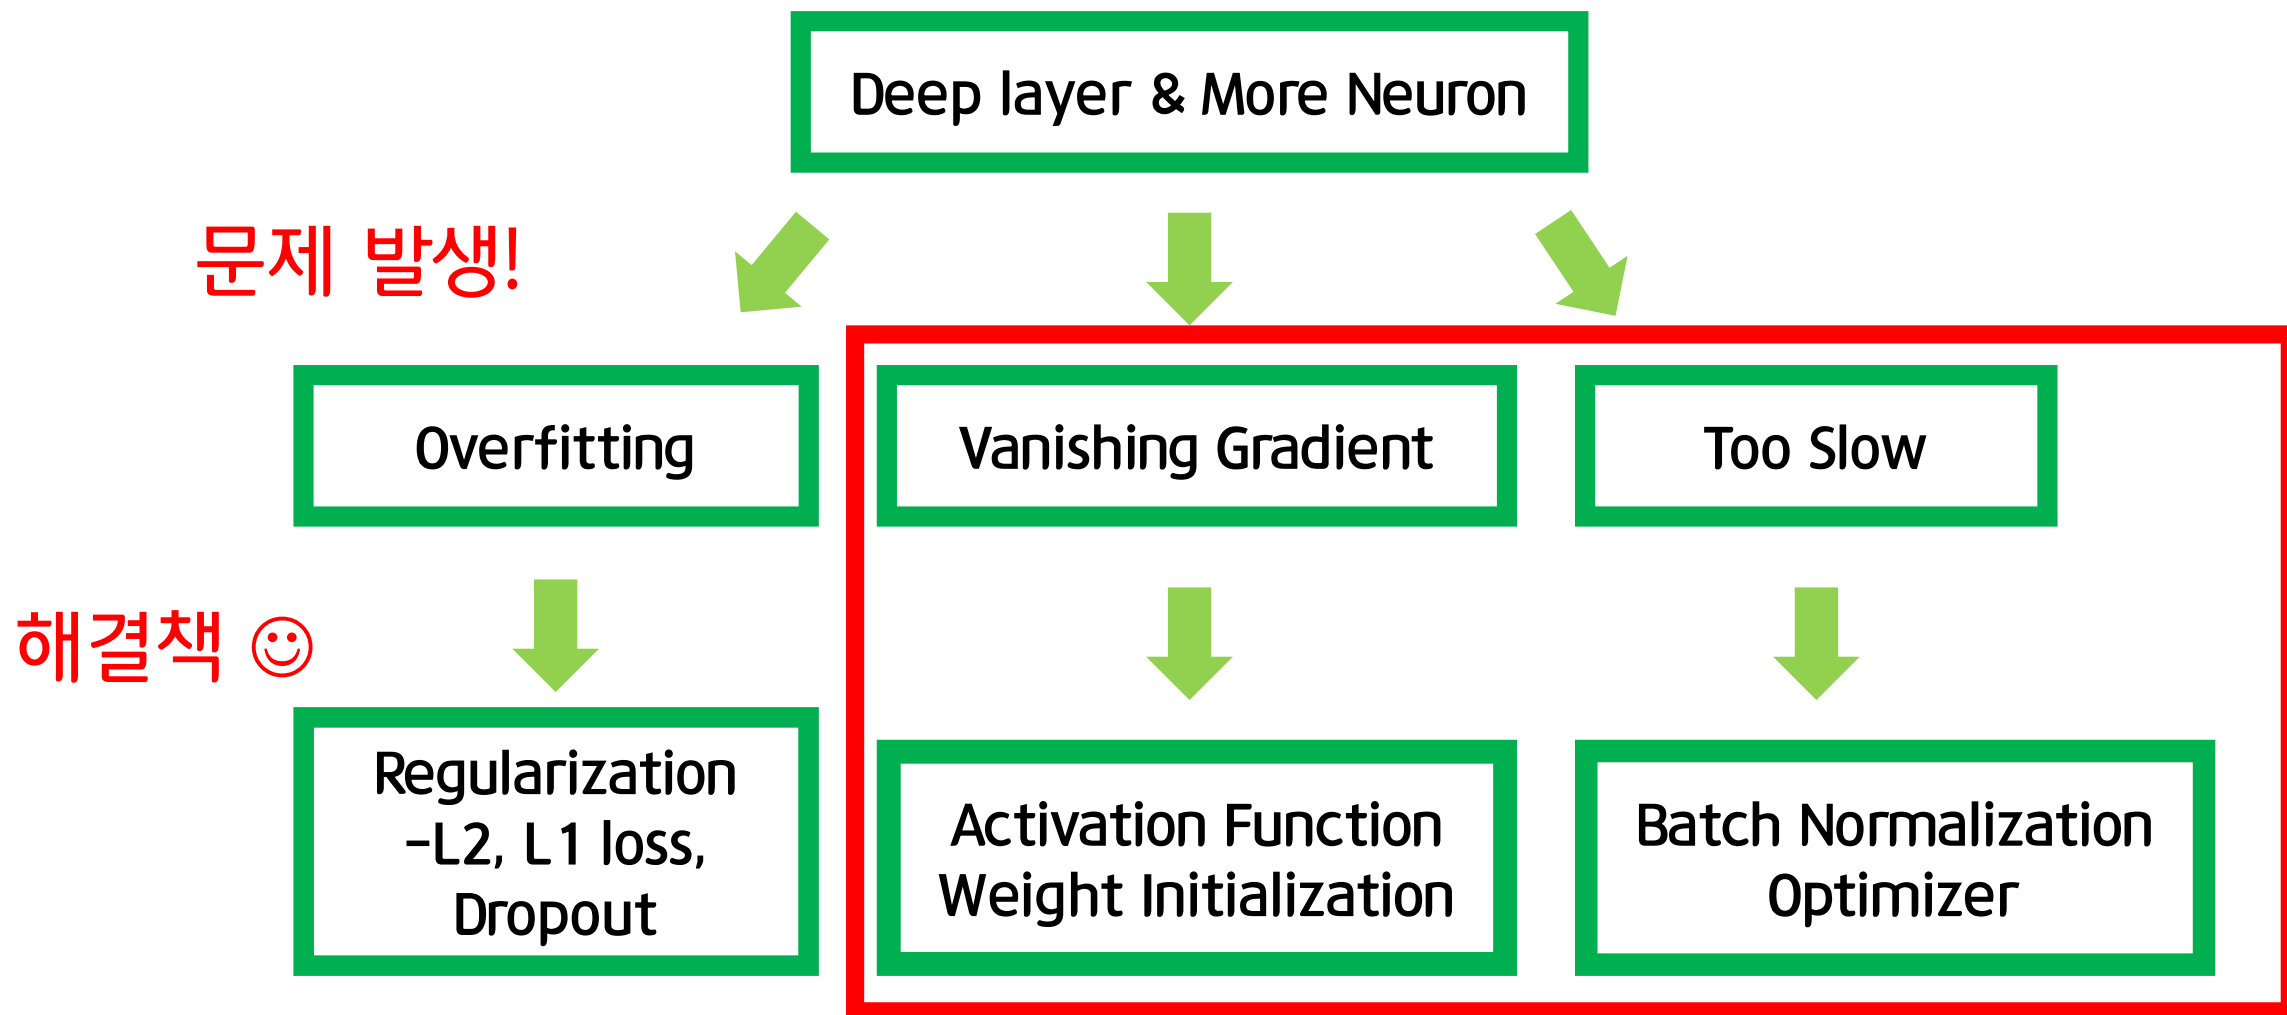 Deep layer & More Neuron
문제 발생!
Overfitting
Vanishing Gradient
Too Slow
해결책 ☺
Regularization
-L2, L1 loss,
Dropout
Activation Function
Weight Initialization
Batch Normalization
Optimizer